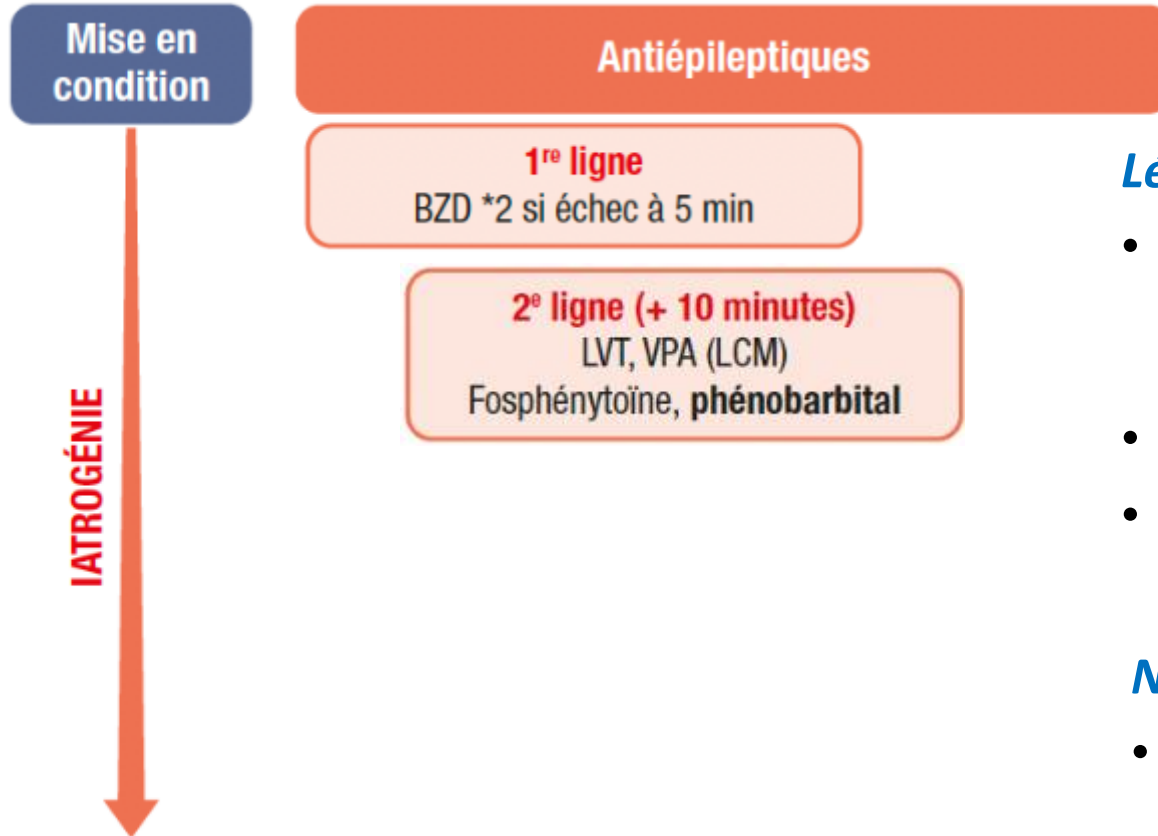 Mise en
condition
Antiépileptiques
1re ligne
BZD *2 si échec à 5 min
2e ligne (+ 10 minutes)
LVT, VPA (LCM)
Fosphénytoïne, phénobarbital
IATROGÉNIE
Lé
•
•
•
N
•